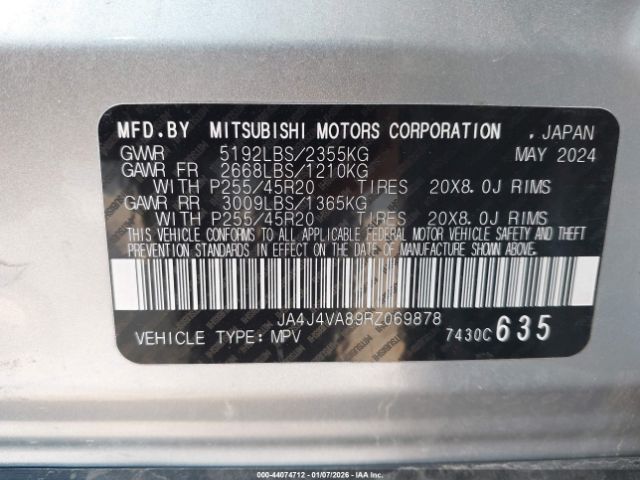 MFD.BY MITSUBISHI MOTORS CORPORATION , JAPAN
GVWR 5192LBS/2355KG MAY 2024
GAWR FR 2668LBS/1210KG
WITH P255/45R20 TIRES 20X8.0J RIMS
GAWR RR 3009LBS/1365KG
WITH P255/45R20 TIRES 20X8.0J RIMS
THIS VEHICLE CONFORMS TO ALL APPLICABLE FEDERAL MOTOR VEHICLE SAFETY AND THEFT
PREVENTION STANDARDS IN EFFECT ON THE DATE OF MANUFACTURE SHOWN ABOVE.
JA4J4VA89RZ069878
VEHICLE TYPE: MPV 7430C 635
© 000-44074712 - 01/07/2026 - IAA Inc.